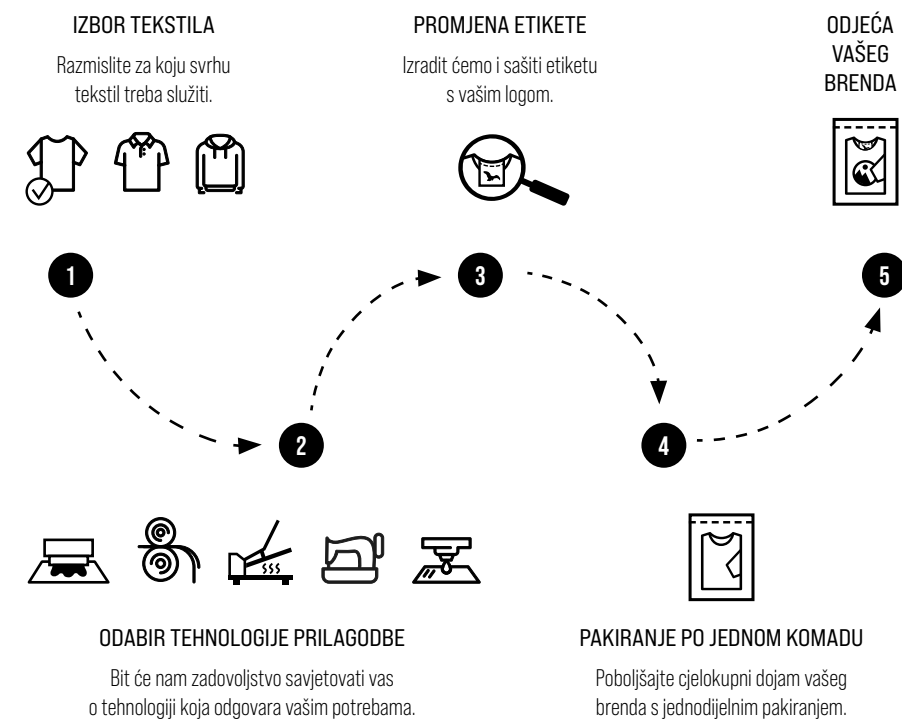 IZBOR TEKSTILA
Razmislite za koju svrhu
tekstil treba služiti.
PROMJENA ETIKETE
Izradit ćemo i sašiti etiketu
s vašim logom.
ODJEĆA
VAŠEG
BRENDA
1
3
5
2
4
ODABIR TEHNOLOGIJE PRILAGODBE
Bit će nam zadovoljstvo savjetovati vas
o tehnologiji koja odgovara vašim potrebama.
PAKIRANJE PO JEDNOM KOMADU
Poboljšajte cjelokupni dojam vašeg
brenda s jednodijelnim pakiranjem.